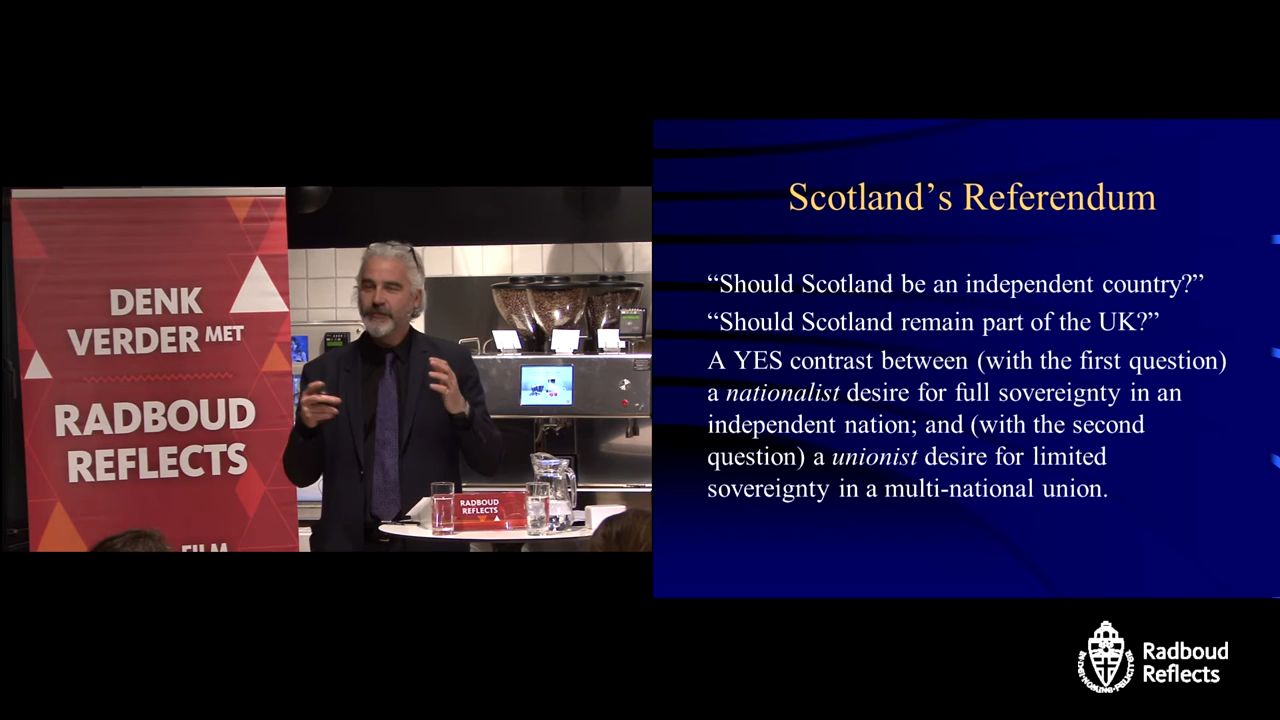 DENK
VERDER MET
RADBOUD
REFLECTS
FILM
RADBOUD
REFLECTS
Scotland’s Referendum
“Should Scotland be an independent country?”
“Should Scotland remain part of the UK?”
A YES contrast between (with the first question)
a nationalist desire for full sovereignty in an
independent nation; and (with the second
question) a unionist desire for limited
sovereignty in a multi-national union.
Radboud
Reflects